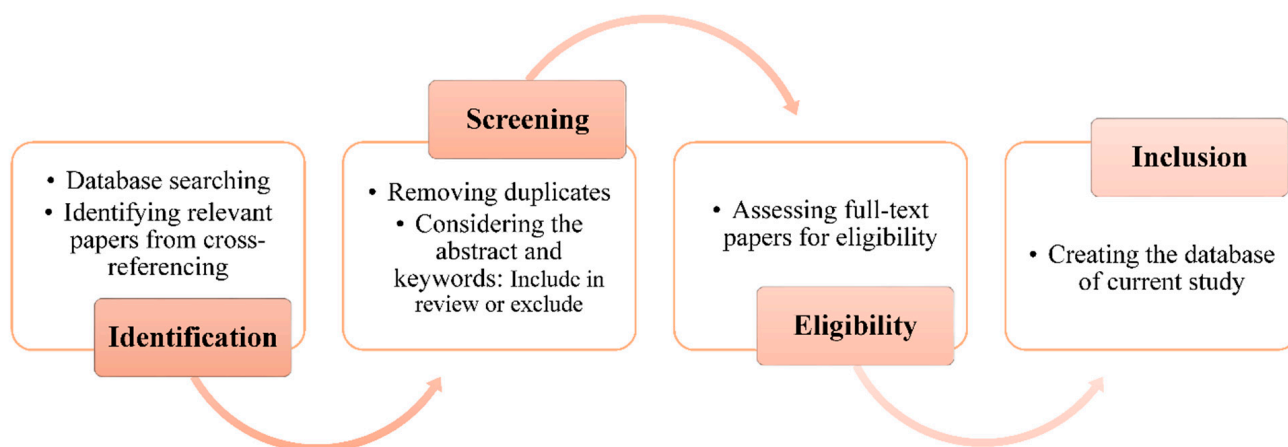 • Database searching
• Identifying relevant
papers from cross-
referencing
Identification
Screening
• Removing duplicates
• Considering the
abstract and
keywords: Include in
review or exclude
• Assessing full-text
papers for eligibility
Eligibility
Inclusion
• Creating the database
of current study